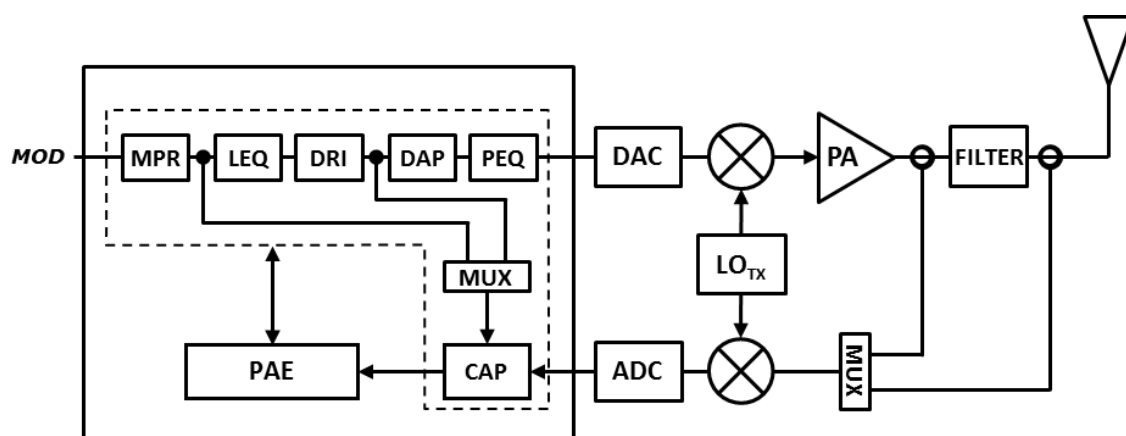 MOD
MPR
LEQ
DRI
DAP
PEQ
DAC
PA
FILTER
MUX
LO_TX
PAE
CAP
ADC
MUX